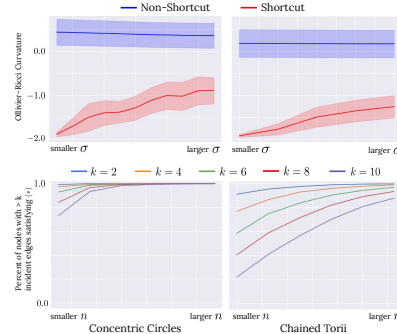 Non-Shortcut
Shortcut
Ollivier-Ricci Curvature
0.0
−1.0
−2.0
smaller σ
larger σ
smaller σ
larger σ
k = 2
k = 4
k = 6
k = 8
k = 10
Percent of nodes with > k
incident edges satisfying (⋆)
1.0
0.0
smaller n
larger n
smaller n
larger n
Concentric Circles
Chained Torii